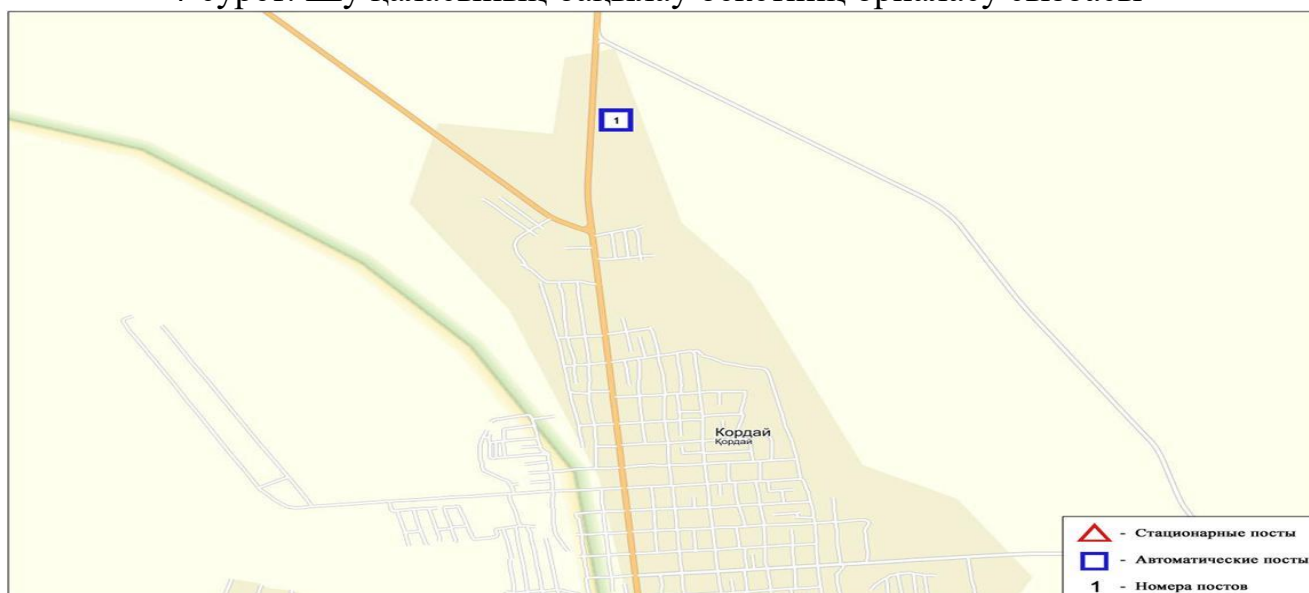 Кордай
Қордай
1
- Стационарные посты
- Автоматические посты
1 - Номера постов